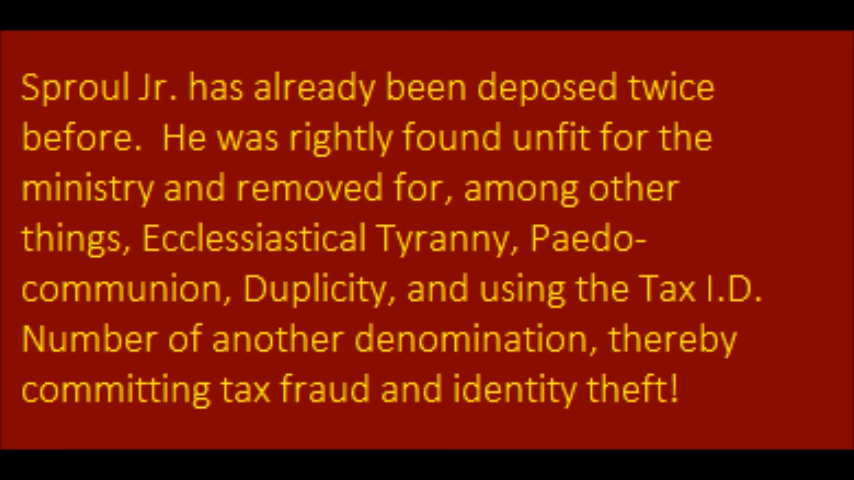 Sproul Jr. has already been deposed twice
before.  He was rightly found unfit for the
ministry and removed for, among other
things, Ecclessiastical Tyranny, Paedo-
communion, Duplicity, and using the Tax I.D.
Number of another denomination, thereby
committing tax fraud and identity theft!